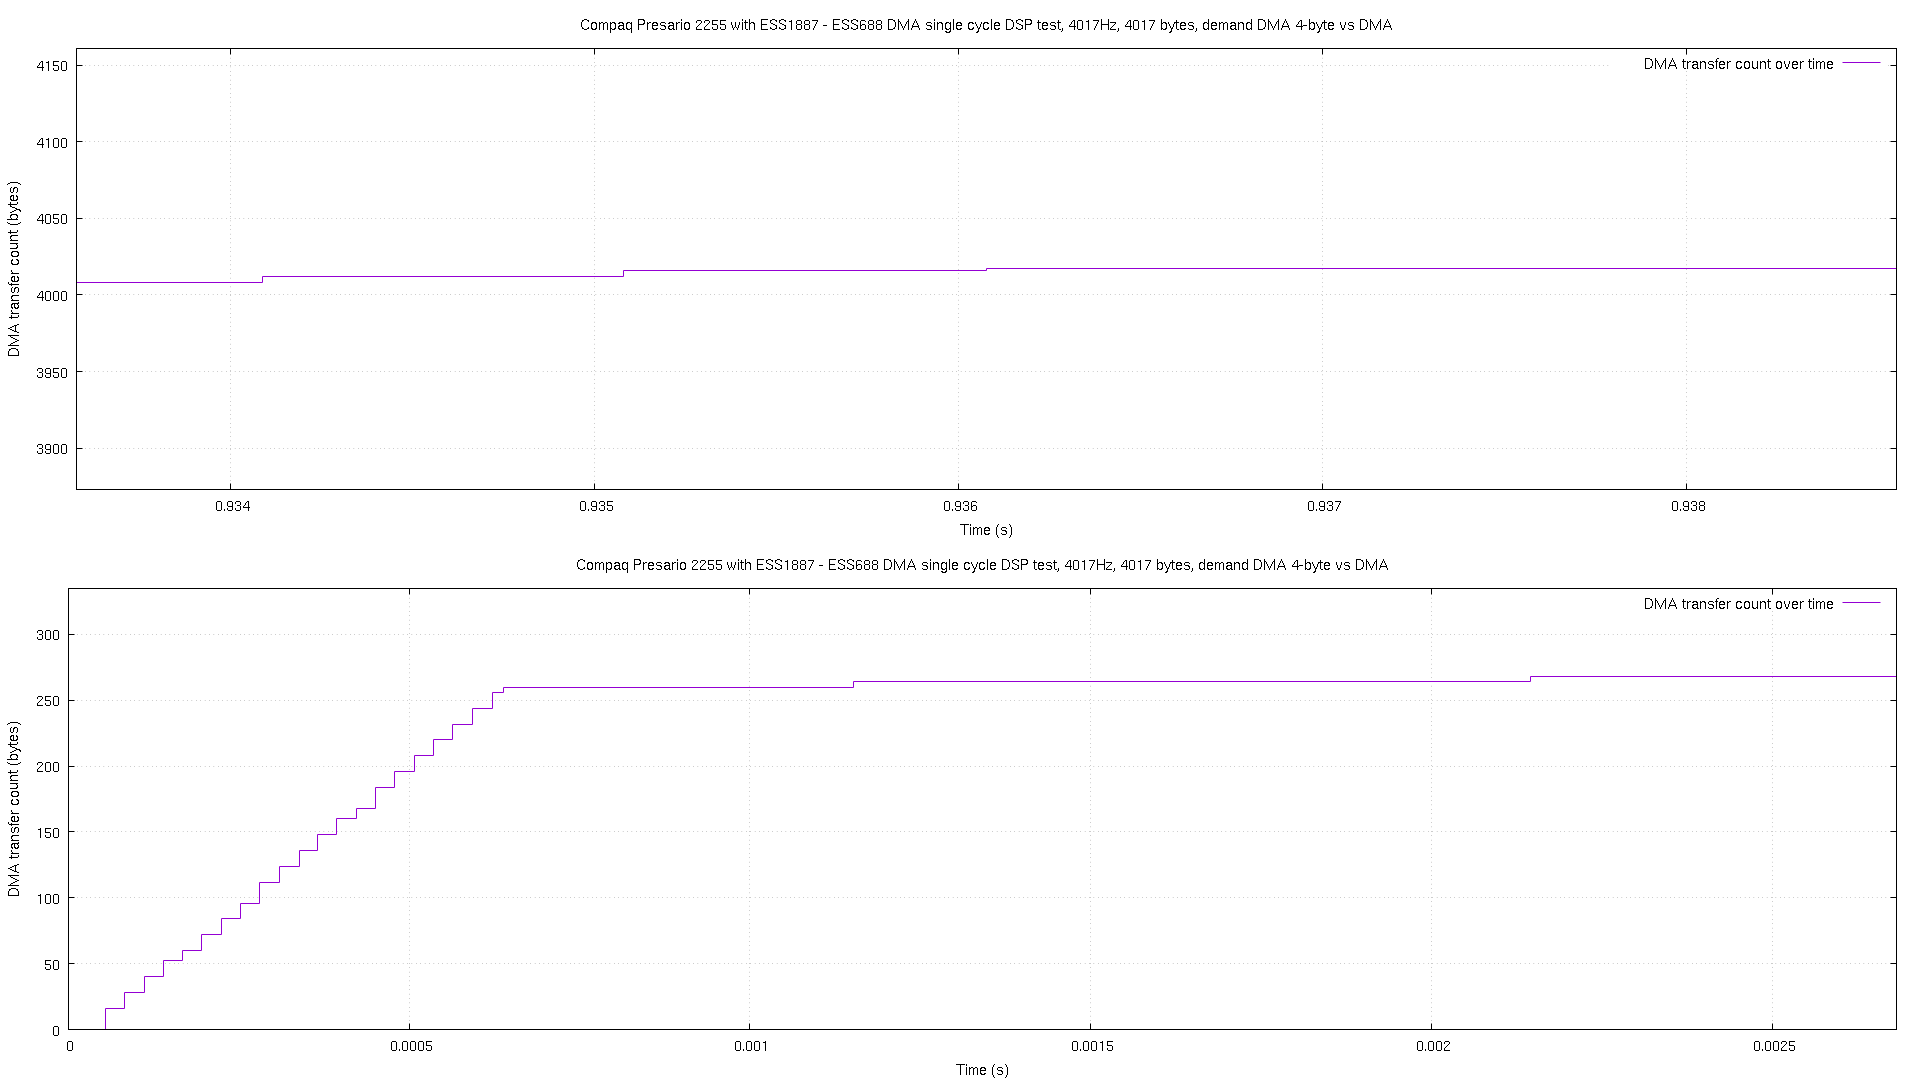 Compaq Presario 2255 with ESS1887 - ESS688 DMA single cycle DSP test, 4017Hz, 4017 bytes, demand DMA 4-byte vs DMA
DMA transfer count over time
4150
4100
4050
4000
3950
3900
DMA transfer count (bytes)
0.934 0.935 0.936 0.937 0.938
Time (s)
Compaq Presario 2255 with ESS1887 - ESS688 DMA single cycle DSP test, 4017Hz, 4017 bytes, demand DMA 4-byte vs DMA
DMA transfer count over time
300
250
200
150
100
50
0
DMA transfer count (bytes)
0 0.0005 0.001 0.0015 0.002 0.0025
Time (s)